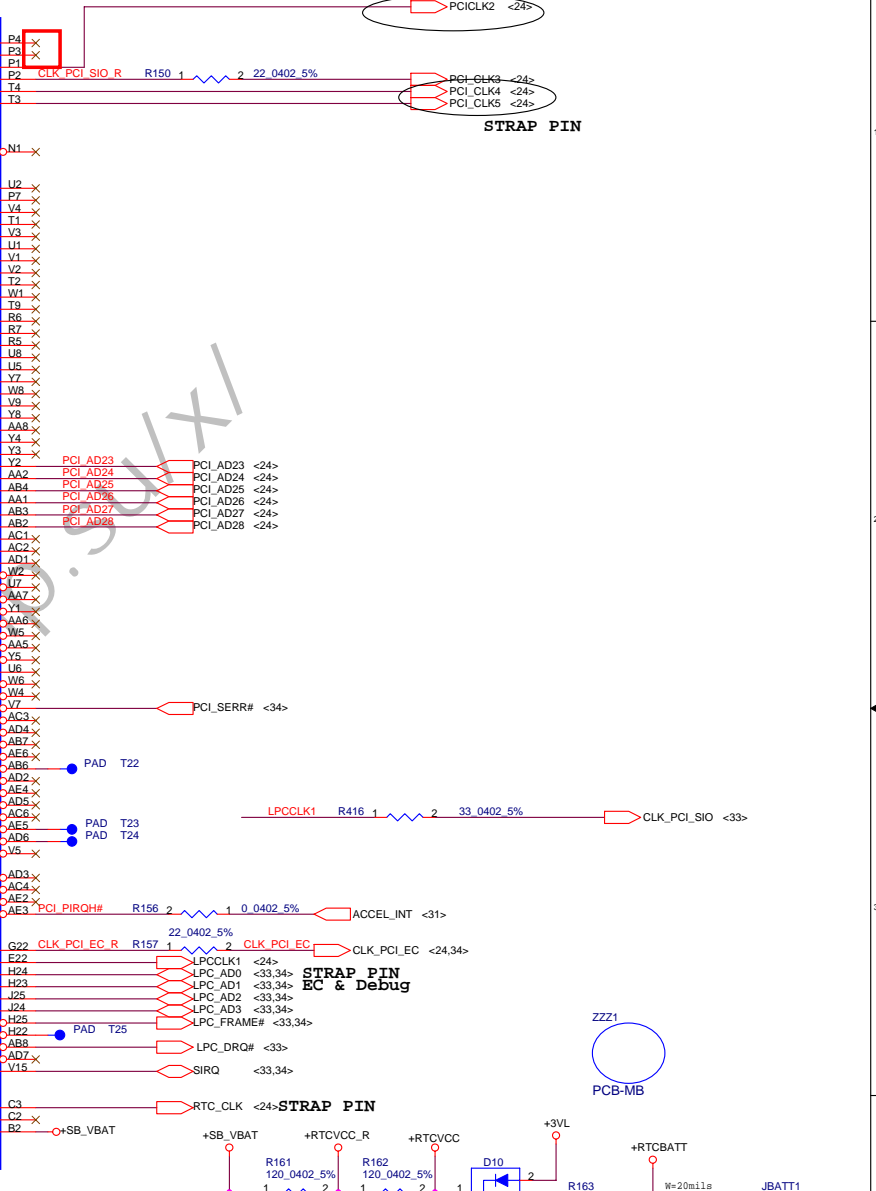 PCICLK2 <24>
P4
P3
P1
P2 CLK_PCI_SIO_R R150 1 2 22_0402_5% PCI_CLK3 <24>
T4 PCI_CLK4 <24>
T3 PCI_CLK5 <24>
STRAP PIN
N1
U2
P7
V4
T1
V3
U1
V1
V2
T2
W1
T9
R6
R7
R5
U8
U5
Y7
W8
V9
Y8
AA8
Y4
Y3
Y2 PCI_AD23 PCI_AD23 <24>
AA2 PCI_AD24 PCI_AD24 <24>
AB4 PCI_AD25 PCI_AD25 <24>
AA1 PCI_AD26 PCI_AD26 <24>
AB3 PCI_AD27 PCI_AD27 <24>
AB2 PCI_AD28 PCI_AD28 <24>
AC1
AC2
AD1
W2
U7
AA7
Y1
AA6
W5
AA5
Y5
U6
W6
W4
V7 PCI_SERR# <34>
AC3
AD4
AB7
AE6
AB6 PAD T22
AD2
AE4
AD5
AC6
LPCCLK1 R416 1 2 33_0402_5% CLK_PCI_SIO <33>
AE5 PAD T23
AD6 PAD T24
V5
AD3
AC4
AE2
AE3 PCI_PIRQH# R156 2 1 0_0402_5% ACCEL_INT <31>
22_0402_5%
G22 CLK_PCI_EC_R R157 1 2 CLK_PCI_EC CLK_PCI_EC <24,34>
E22 LPCCLK1 <24>
H24 LPC_AD0 <33,34> STRAP PIN
H23 LPC_AD1 <33,34> EC & Debug
J25 LPC_AD2 <33,34>
J24 LPC_AD3 <33,34>
H25 LPC_FRAME# <33,34>
H22 PAD T25
AB8 LPC_DRQ# <33>
AD7
V15 SIRQ <33,34>
ZZZ1
PCB-MB
C3 RTC_CLK <24> STRAP PIN
C2
B2 +SB_VBAT
+SB_VBAT +RTCVCC_R +RTCVCC +3VL +RTCBATT
R161 R162 D10
120_0402_5% 120_0402_5%
1 2 1 2 1 2 R163 W=20mils JBATT1
p.su/x/
1
2
3